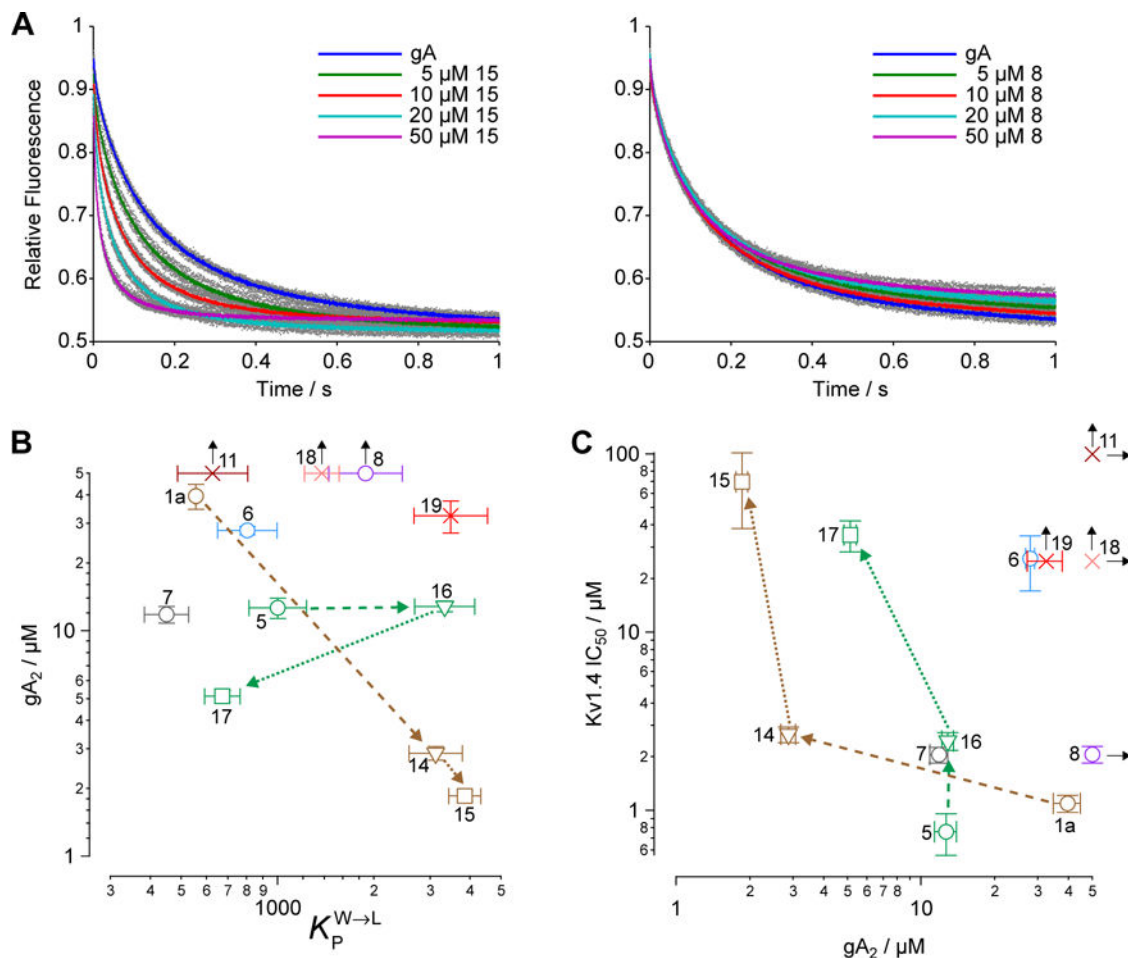 A
gA
5 µM 15
10 µM 15
20 µM 15
50 µM 15
Relative Fluorescence
1
0.9
0.8
0.7
0.6
0.5
0 0.2 0.4 0.6 0.8 1
Time / s
gA
5 µM 8
10 µM 8
20 µM 8
50 µM 8
1
0.9
0.8
0.7
0.6
0.5
0 0.2 0.4 0.6 0.8 1
Time / s
B
gA2 / µM
5
4
3
2
10
8
7
6
5
4
3
2
1
11
18
8
1a
6
19
7
5
16
17
14
15
3 4 5 6 7 8 9 1000 2 3 4 5
K P W→L
C
Kv1.4 IC50 / µM
100
8
6
4
2
10
8
6
4
2
1
8
6
11
15
17
6
19
18
14
16
7
8
5
1a
1 2 3 4 5 6 7 8 10 2 3 4 5
gA2 / µM